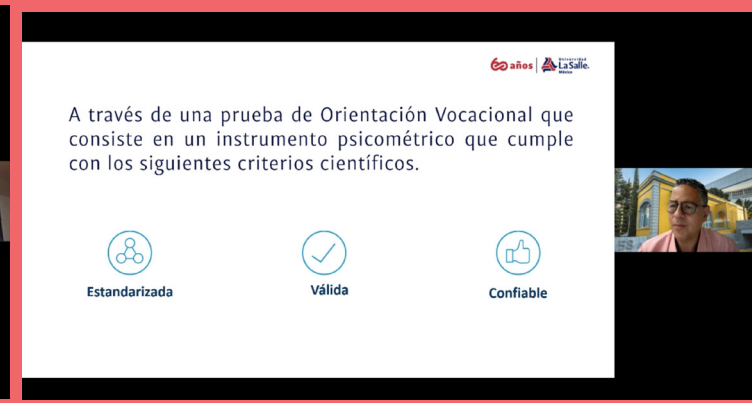 60 años
Universidad
La Salle.
México
A través de una prueba de Orientación Vocacional que
consiste en un instrumento psicométrico que cumple
con los siguientes criterios científicos.
Estandarizada
Válida
Confiable